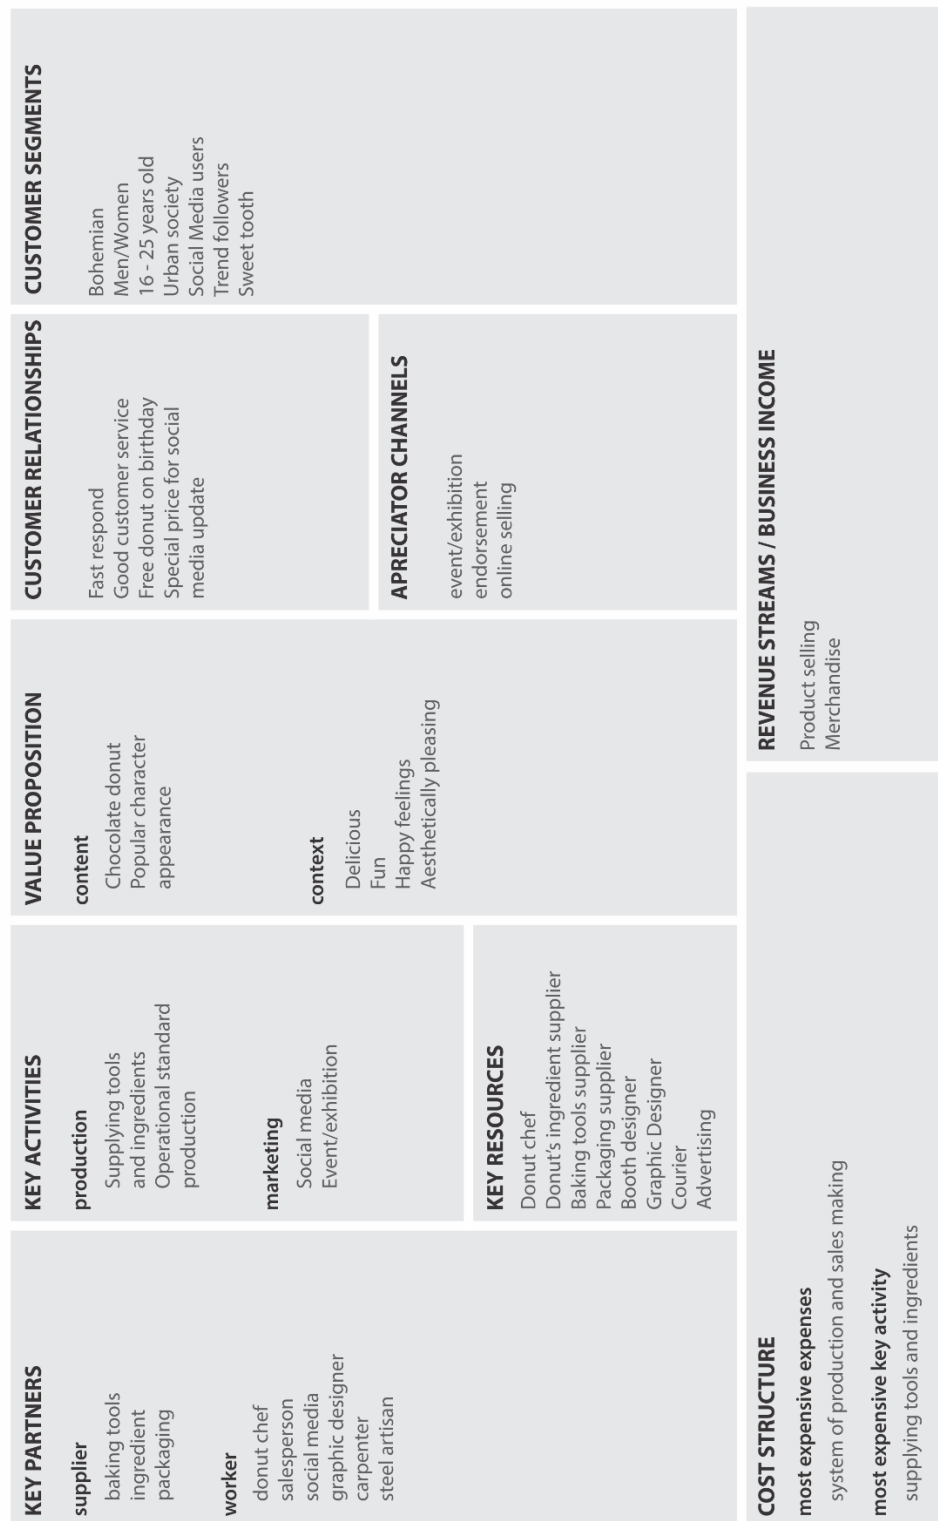 KEY PARTNERS
supplier
baking tools
ingredient
packaging
worker
donut chef
salesperson
social media
graphic designer
carpenter
steel artisan
KEY ACTIVITIES
production
Supplying tools
and ingredients
Operational standard
production
marketing
Social media
Event/exhibition
KEY RESOURCES
Donut chef
Donut's ingredient supplier
Baking tools supplier
Packaging supplier
Booth designer
Graphic Designer
Courier
Advertising
VALUE PROPOSITION
content
Chocolate donut
Popular character
appearance
context
Delicious
Fun
Happy feelings
Aesthetically pleasing
CUSTOMER RELATIONSHIPS
Fast respond
Good customer service
Free donut on birthday
Special price for social
media update
APRECIATOR CHANNELS
event/exhibition
endorsement
online selling
CUSTOMER SEGMENTS
Bohemian
Men/Women
16 - 25 years old
Urban society
Social Media users
Trend followers
Sweet tooth
COST STRUCTURE
most expensive expenses
system of production and sales making
most expensive key activity
supplying tools and ingredients
REVENUE STREAMS / BUSINESS INCOME
Product selling
Merchandise